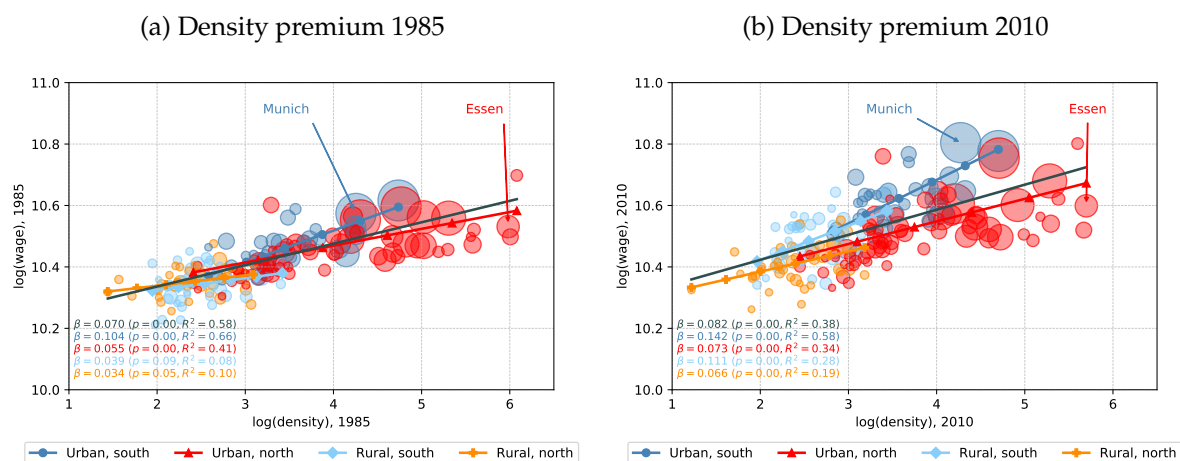 (a) Density premium 1985
11.0
10.8
10.6
10.4
10.2
10.0
log(wage), 1985
Munich
Essen
β = 0.070 (p = 0.00, R² = 0.58)
β = 0.104 (p = 0.00, R² = 0.66)
β = 0.055 (p = 0.00, R² = 0.41)
β = 0.039 (p = 0.09, R² = 0.08)
β = 0.034 (p = 0.05, R² = 0.10)
1 2 3 4 5 6
log(density), 1985
Urban, south Urban, north Rural, south Rural, north
(b) Density premium 2010
11.0
10.8
10.6
10.4
10.2
10.0
log(wage), 2010
Munich
Essen
β = 0.082 (p = 0.00, R² = 0.38)
β = 0.142 (p = 0.00, R² = 0.58)
β = 0.073 (p = 0.00, R² = 0.34)
β = 0.111 (p = 0.00, R² = 0.28)
β = 0.066 (p = 0.00, R² = 0.19)
1 2 3 4 5 6
log(density), 2010
Urban, south Urban, north Rural, south Rural, north